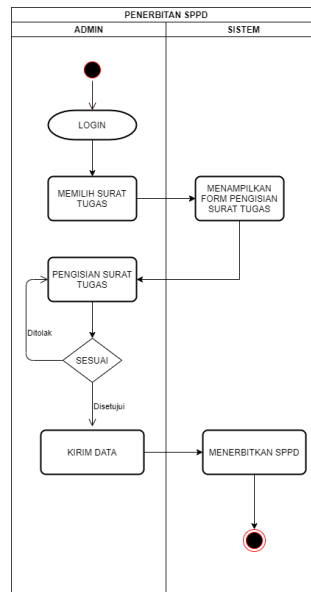 PENERBITAN SPPD
ADMIN
SISTEM
LOGIN
MEMILIH SURAT
TUGAS
MENAMPILKAN
FORM PENGISIAN
SURAT TUGAS
PENGISIAN SURAT
TUGAS
Ditolak
SESUAI
Disetujui
KIRIM DATA
MENERBITKAN SPPD